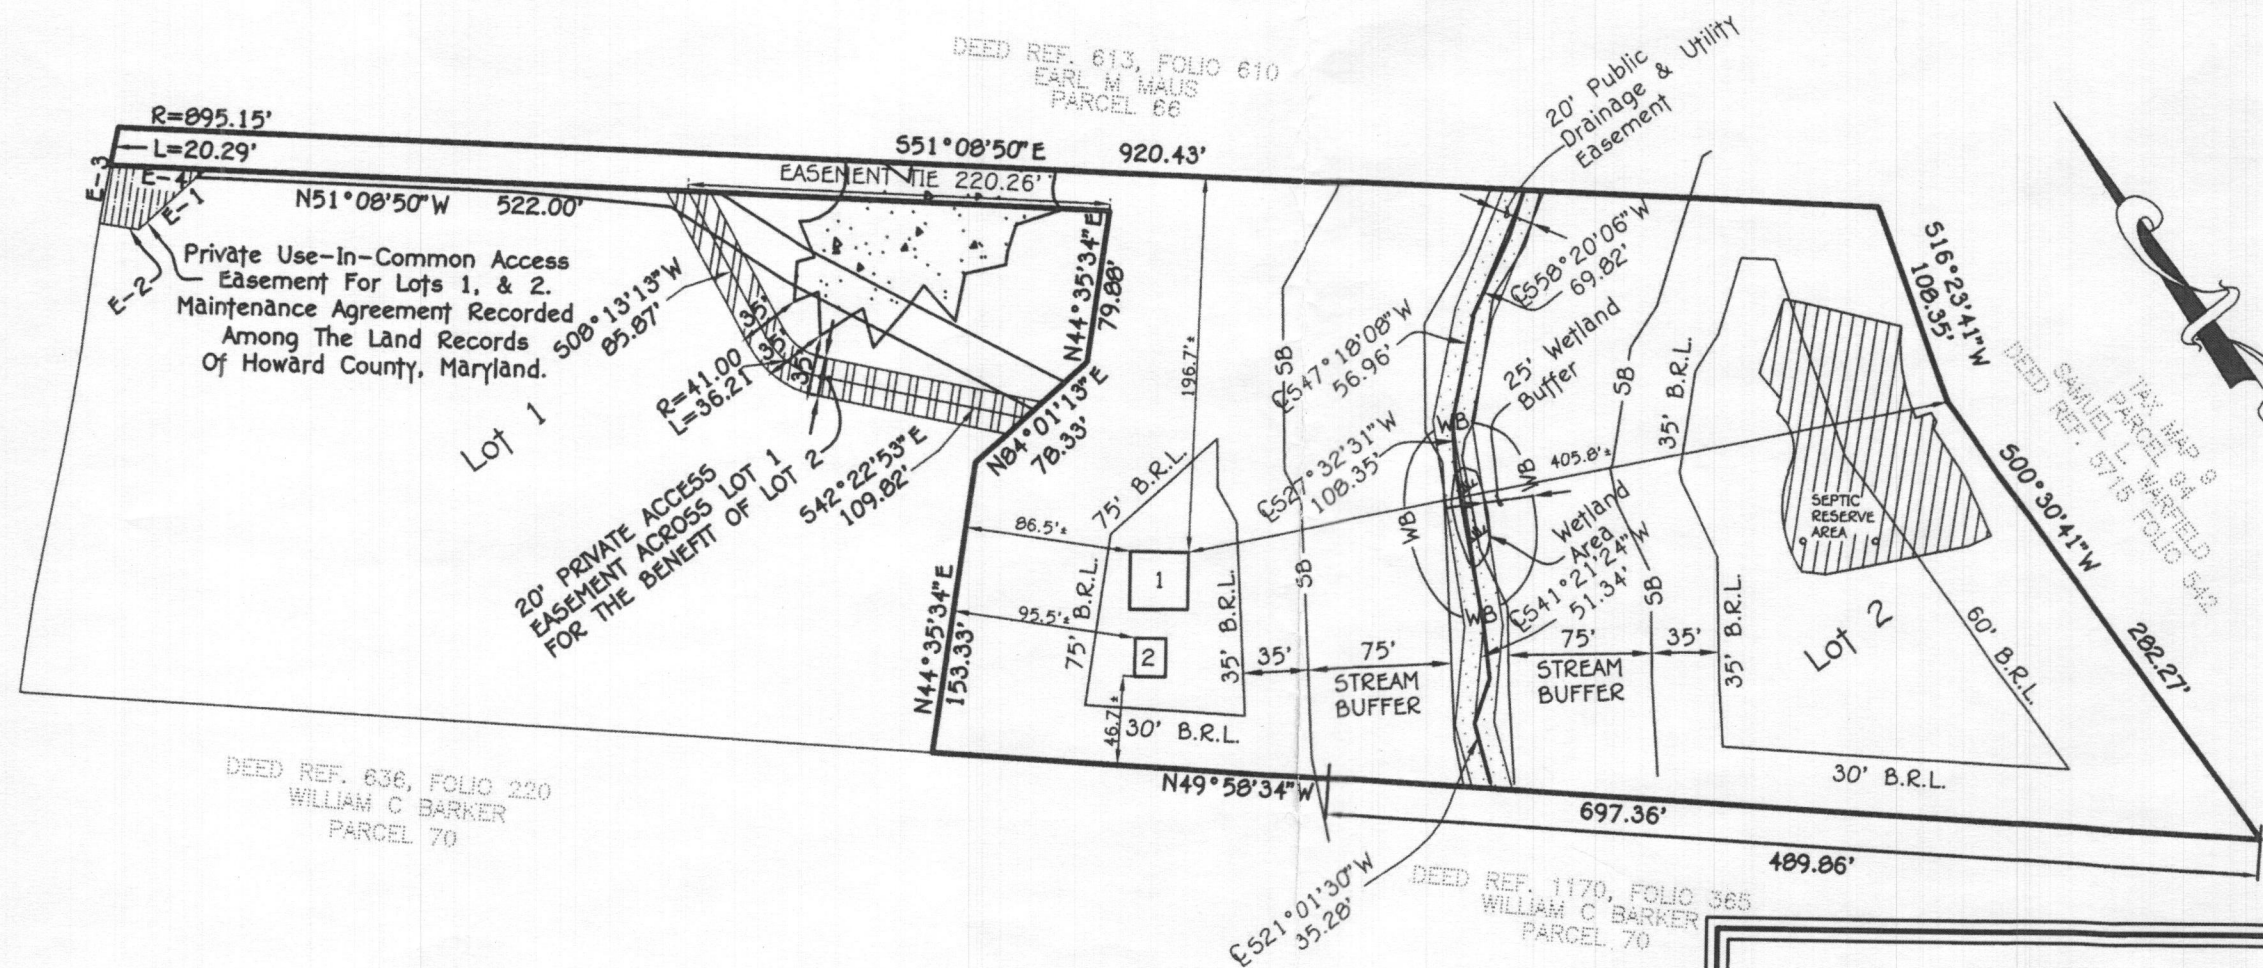 DEED REF. 613, FOLIO 610
EARL M MAUS
PARCEL 66
20' Public
Drainage & Utility
Easement
R=895.15'
L=20.29'
S51°08'50"E 920.43'
EASEMENT TIE 220.26'
N51°08'50"W 522.00'
E-3
E-4
E-1
E-2
Private Use-In-Common Access
Easement For Lots 1, & 2.
Maintenance Agreement Recorded
Among The Land Records
Of Howard County, Maryland.
S08°13'13"W
85.87'
35'
35'
35'
R=41.00
L=36.21'
Lot 1
20' PRIVATE ACCESS
EASEMENT ACROSS LOT 1
FOR THE BENEFIT OF LOT 2
S42°22'53"E
109.82'
N44°35'34"E
79.88'
N84°01'13"E
78.33'
N44°35'34"E
153.33'
196.7'±
75' B.R.L.
86.5'±
75' B.R.L.
95.5'±
1
2
46.7'±
30' B.R.L.
35' B.R.L.
35'
SB
SB
75'
STREAM
BUFFER
℄S58°20'06"W
69.82'
℄S47°18'08"W
56.96'
25' Wetland
Buffer
℄S27°32'31"W
108.35'
WB
WB
WB
WB
405.8'±
Wetland
Area
℄S41°21'24"W
51.34'
75'
STREAM
BUFFER
35'
SB
SB
35' B.R.L.
35' B.R.L.
SEPTIC
RESERVE
AREA
Lot 2
60' B.R.L.
30' B.R.L.
S16°23'41"W
108.35'
S00°30'41"W
282.27'
TAX MAP 9
PARCEL 94
SAMUEL L WARFIELD
DEED REF. 5715 FOLIO 542
N49°58'34"W
697.36'
489.86'
℄S21°01'30"W
35.28'
DEED REF. 636, FOLIO 220
WILLIAM C BARKER
PARCEL 70
DEED REF. 1170, FOLIO 365
WILLIAM C BARKER
PARCEL 70